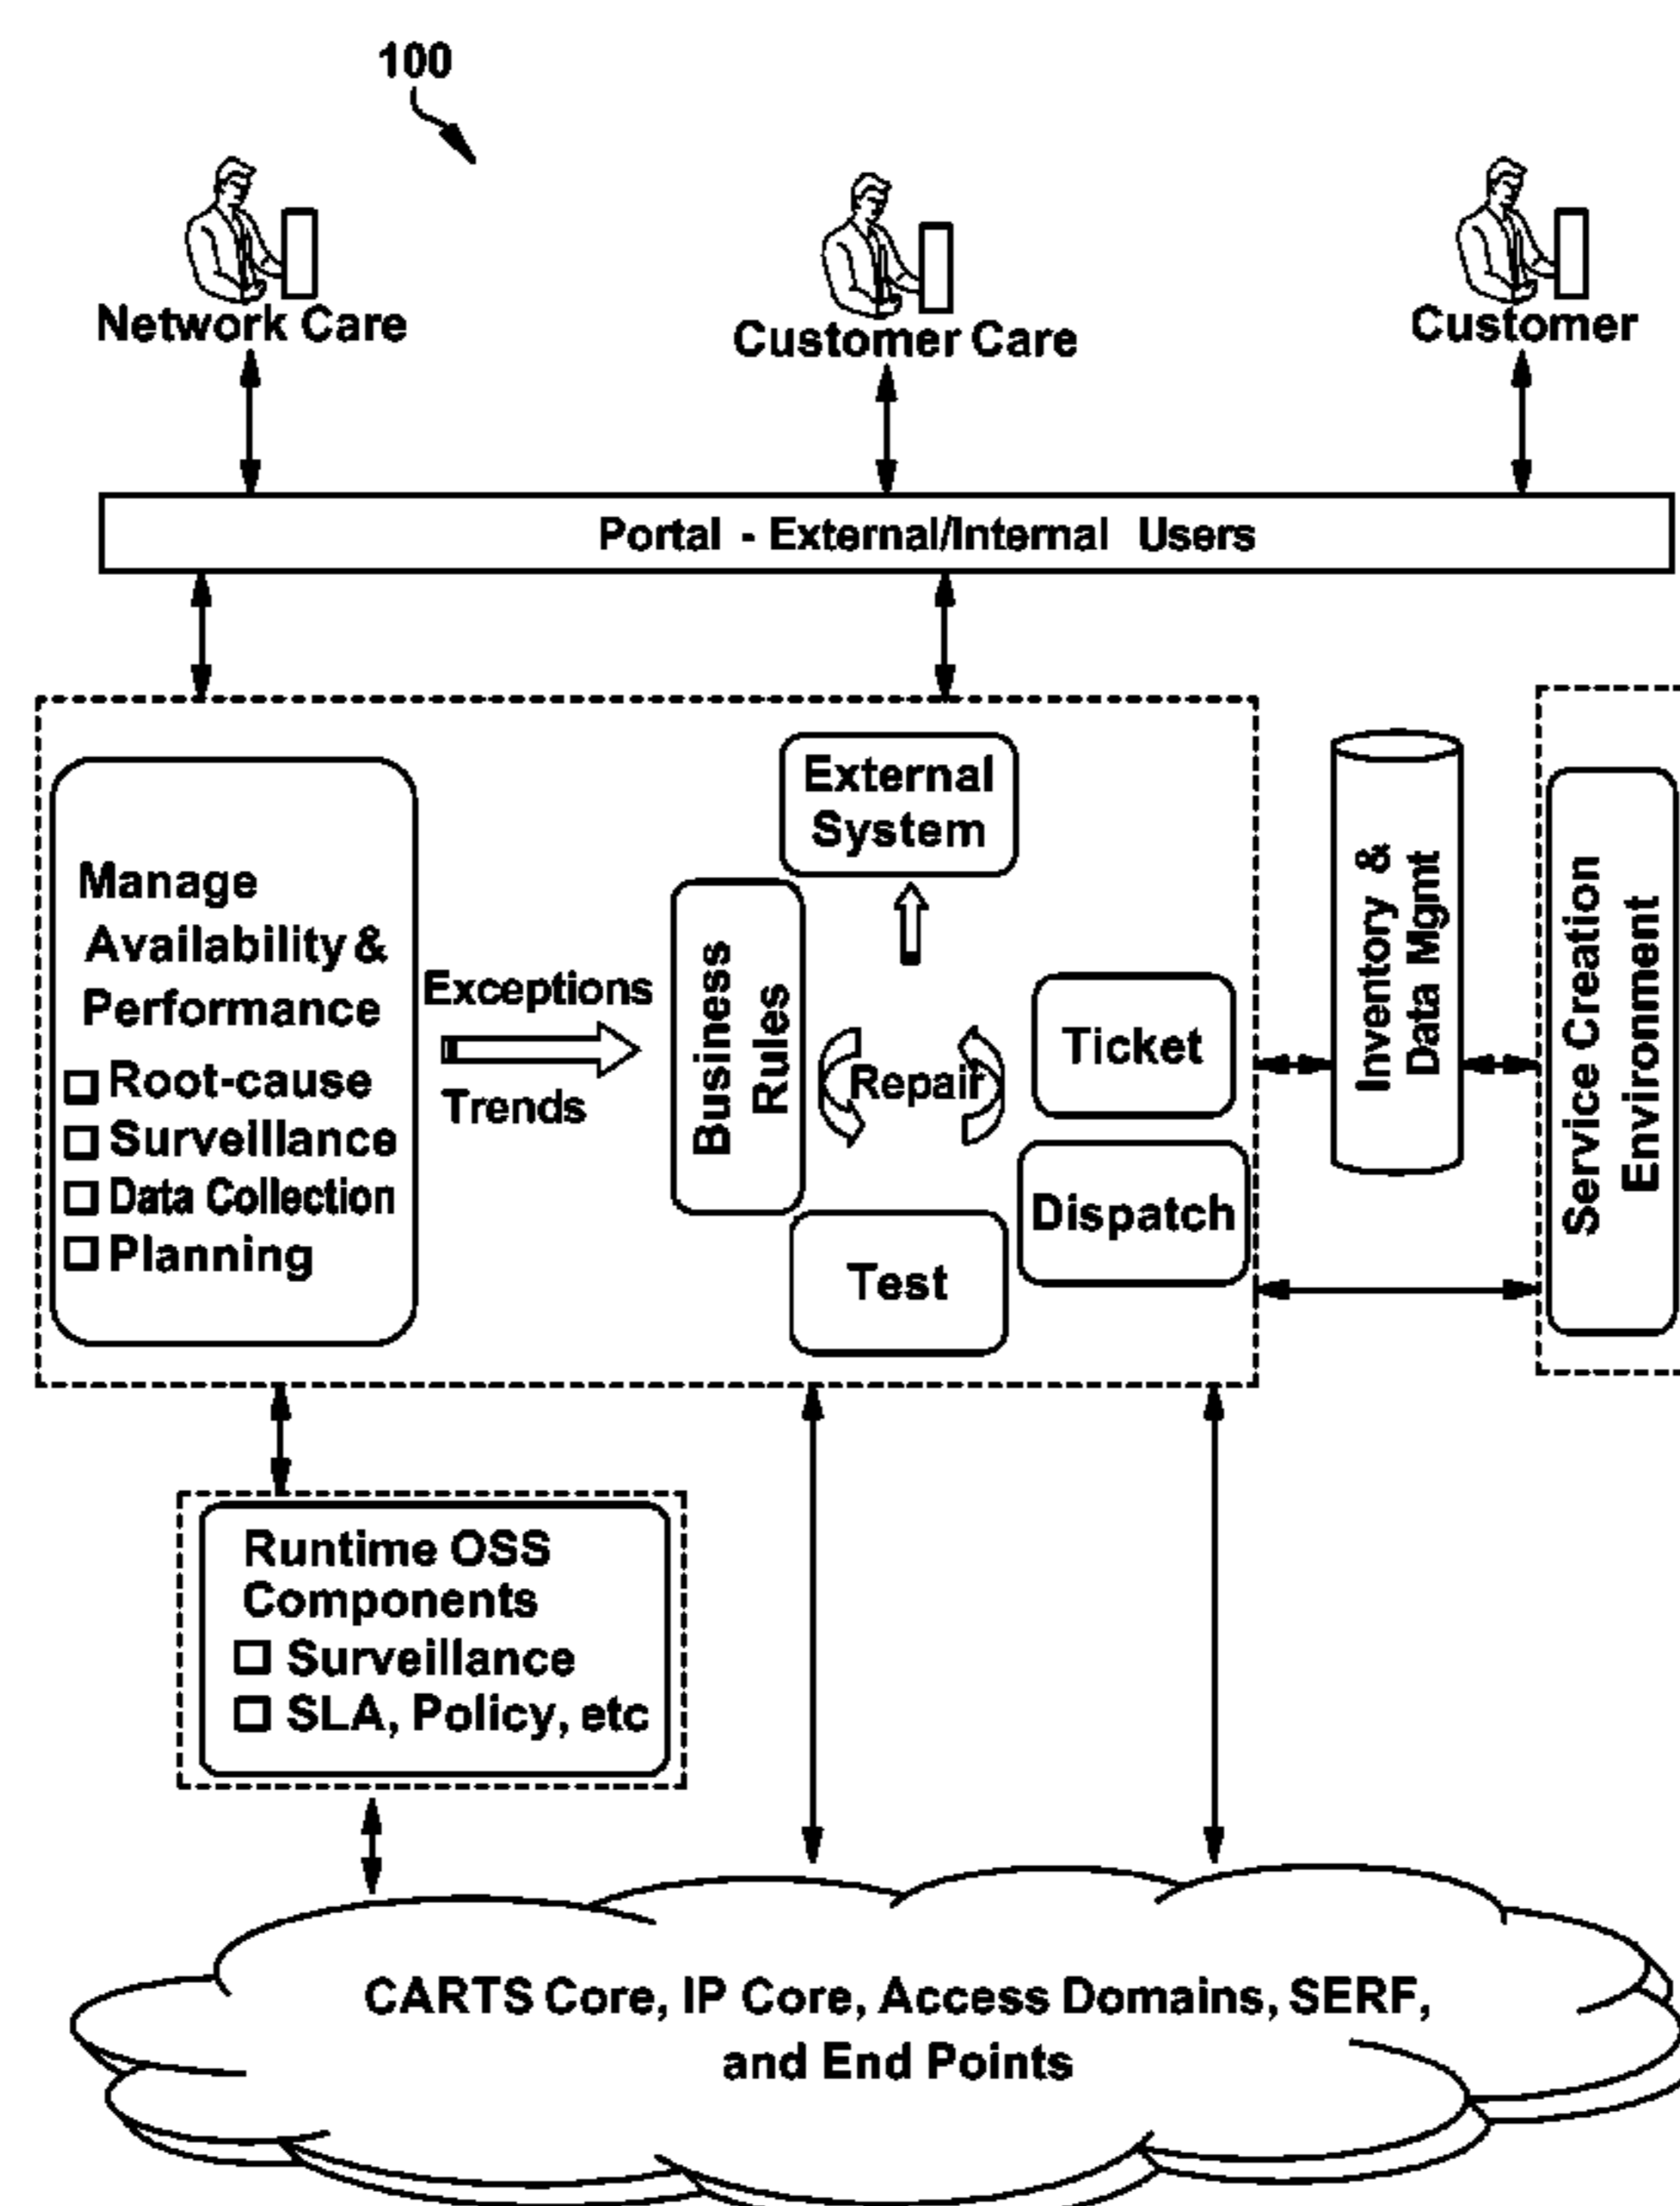 100
Network Care
Customer Care
Customer
Portal - External/Internal Users
Manage
Availability &
Performance
Root-cause
Surveillance
Data Collection
Planning
Exceptions
Trends
Business
Rules
External
System
Repair
Ticket
Dispatch
Test
Inventory &
Data Mgmt
Service Creation
Environment
Runtime OSS
Components
Surveillance
SLA, Policy, etc
CARTS Core, IP Core, Access Domains, SERF,
and End Points